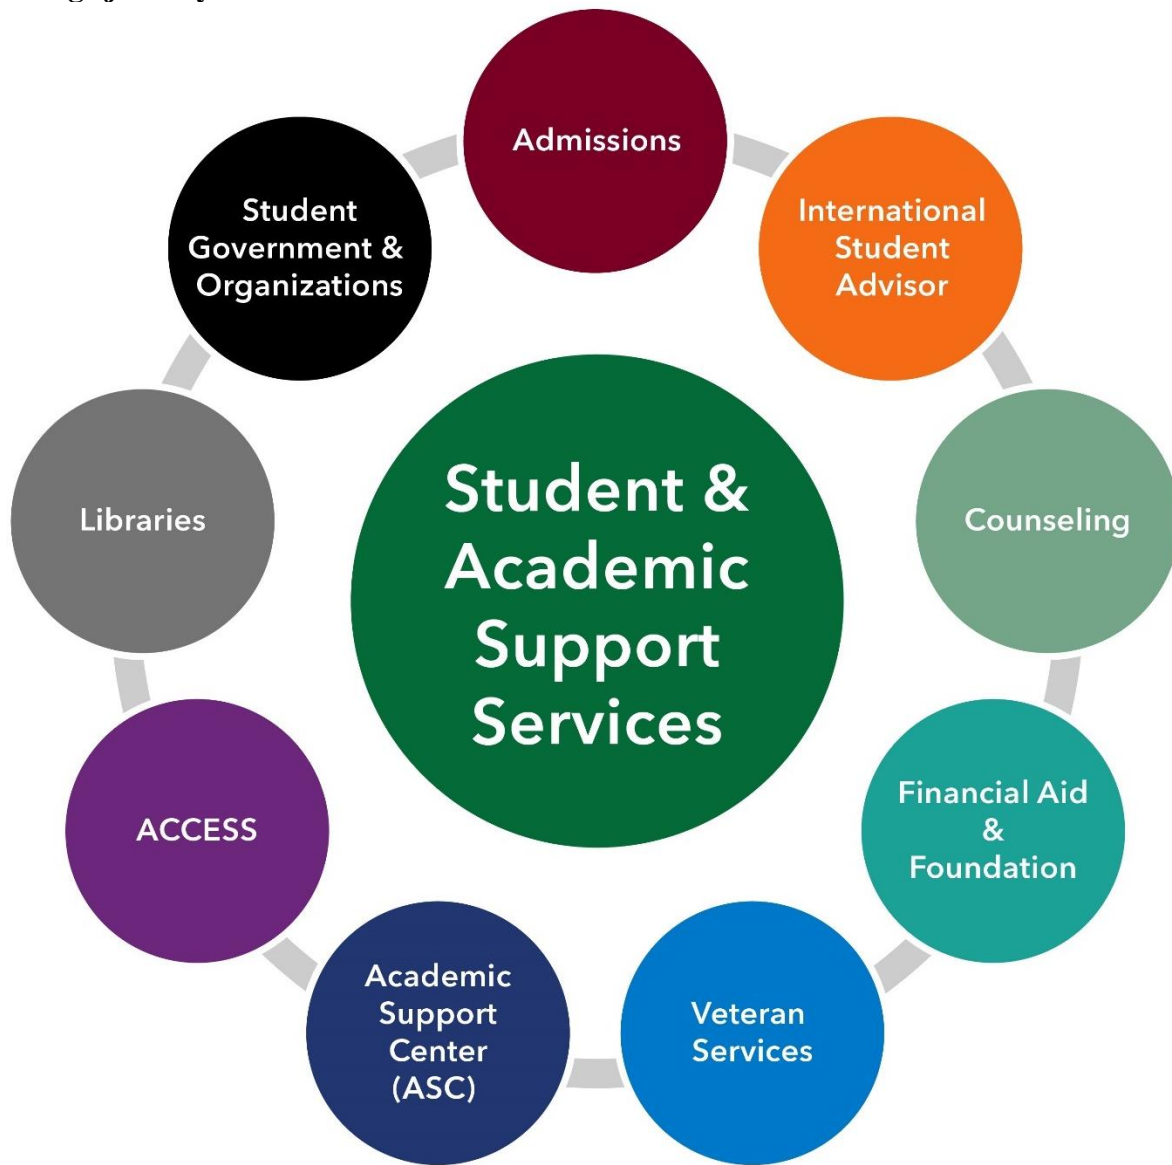 Admissions
International
Student
Advisor
Counseling
Financial Aid
&
Foundation
Veteran
Services
Academic
Support
Center
(ASC)
ACCESS
Libraries
Student
Government &
Organizations
Student &
Academic
Support
Services